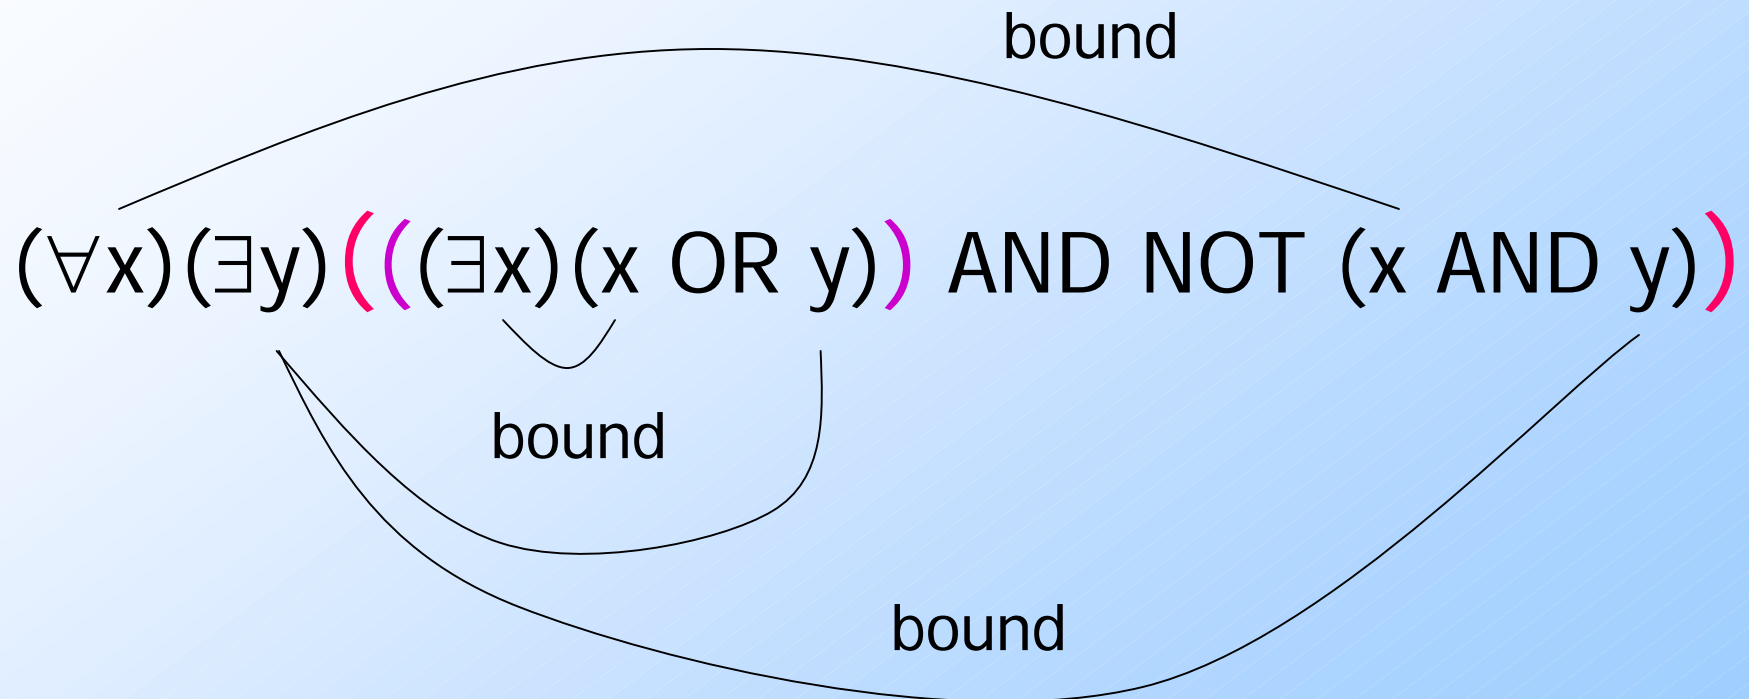 bound
(∀x)(∃y)(((∃x)(x OR y)) AND NOT (x AND y))
bound
bound